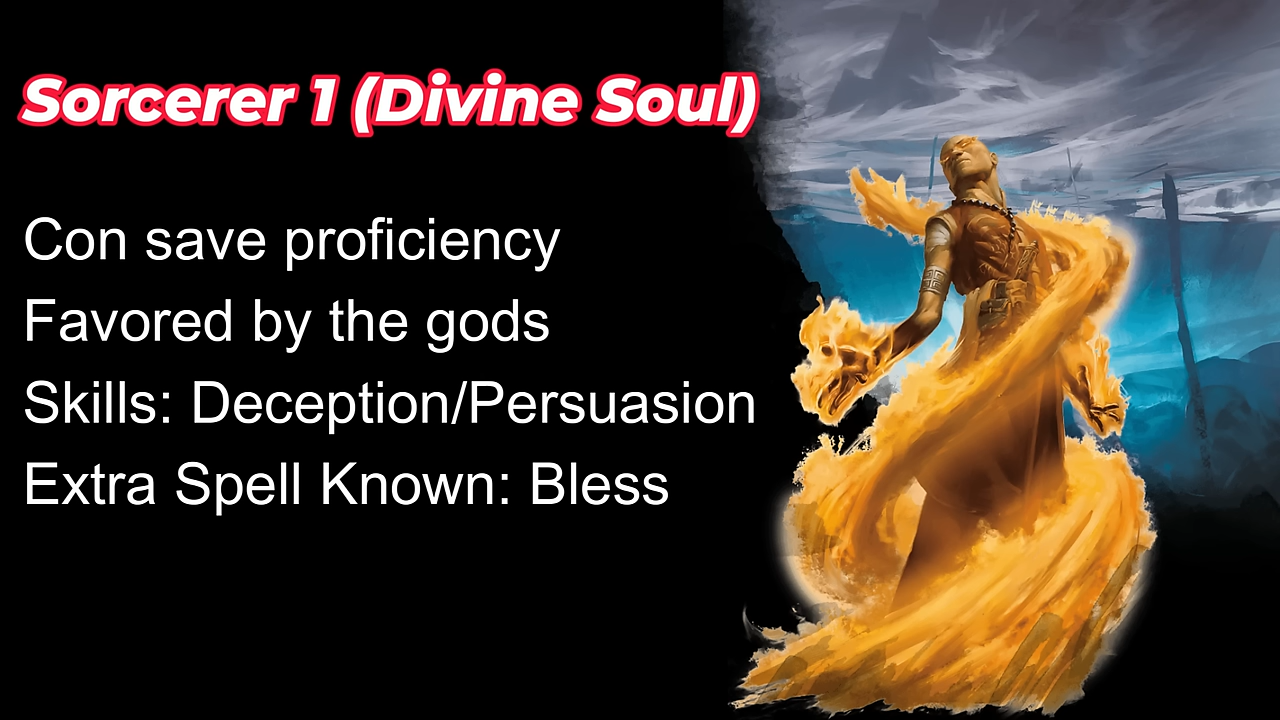 Sorcerer 1 (Divine Soul)
Con save proficiency
Favored by the gods
Skills: Deception/Persuasion
Extra Spell Known: Bless